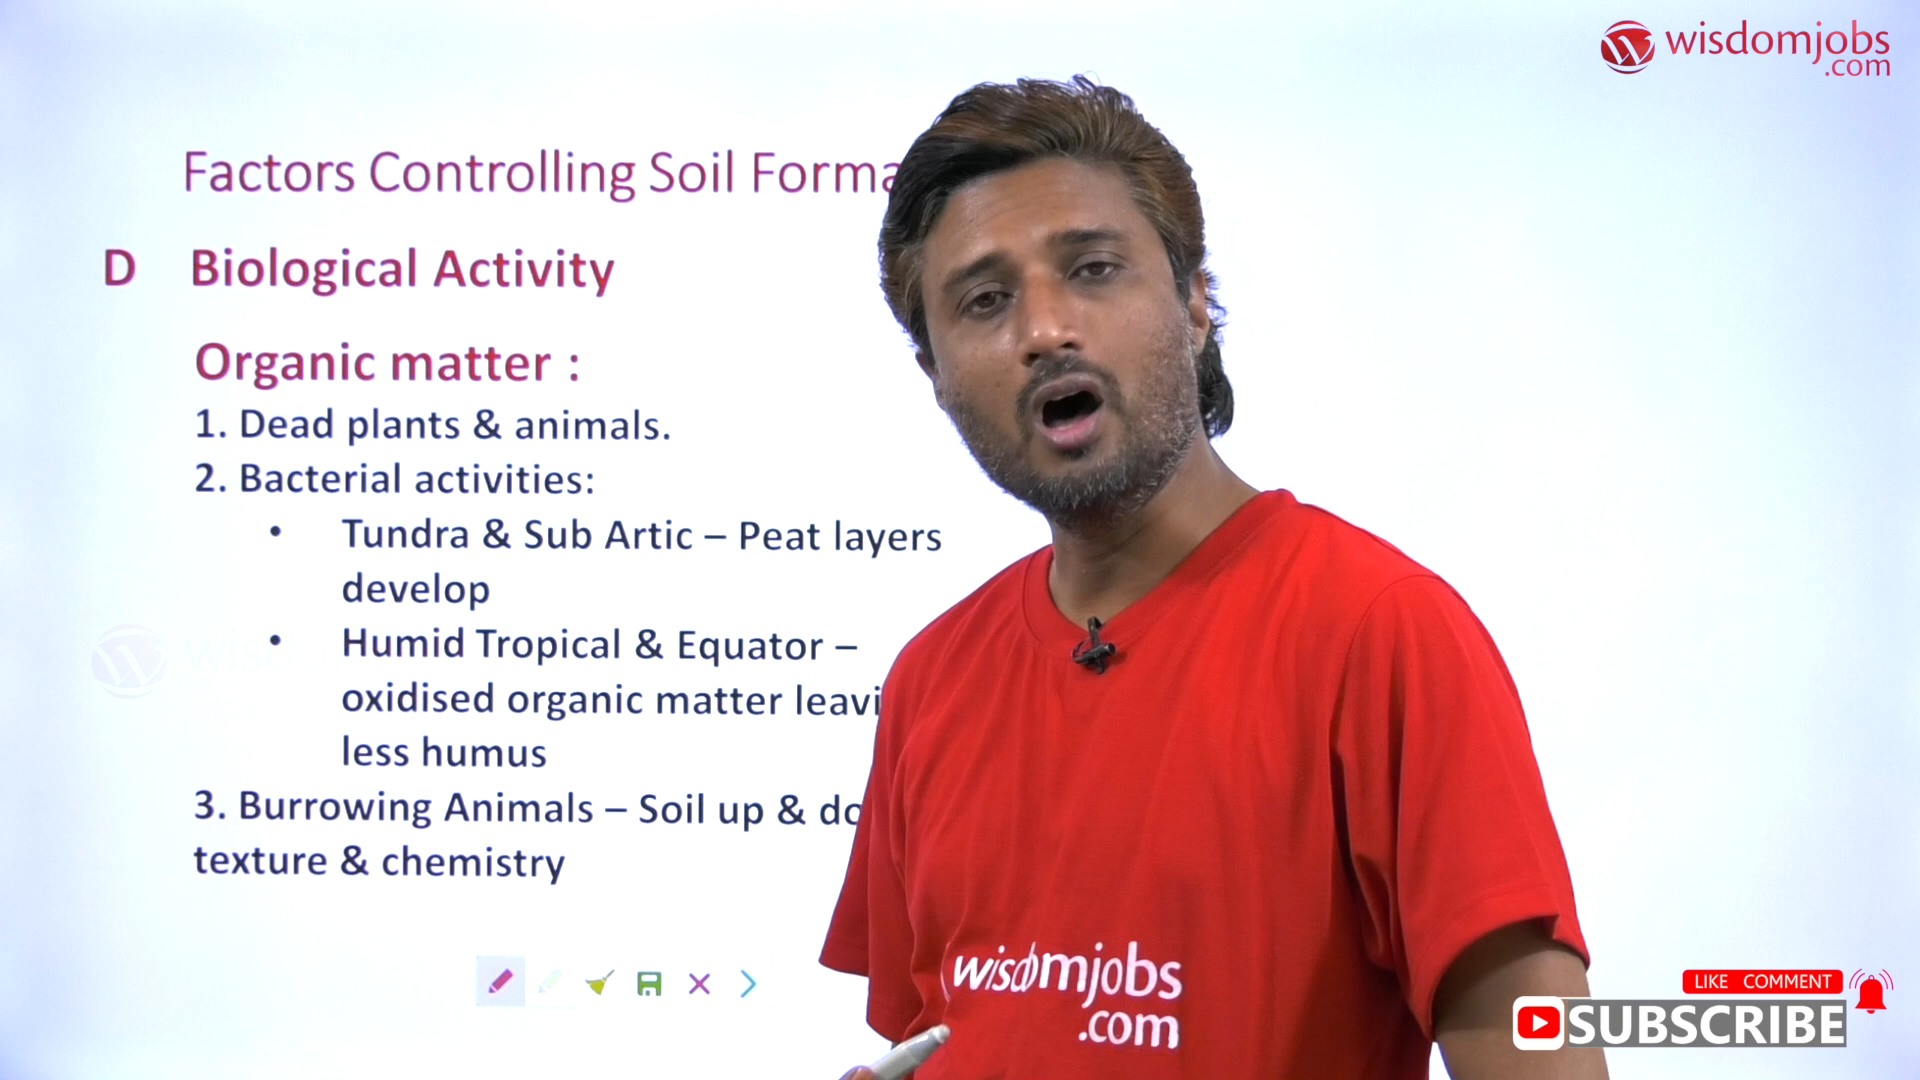 wisdomjobs
.com
Factors Controlling Soil Forma
D Biological Activity
Organic matter :
1. Dead plants & animals.
2. Bacterial activities:
• Tundra & Sub Artic – Peat layers
develop
• Humid Tropical & Equator –
oxidised organic matter leavi
less humus
3. Burrowing Animals – Soil up & do
texture & chemistry
wisdomjobs
.com
LIKE COMMENT
SUBSCRIBE